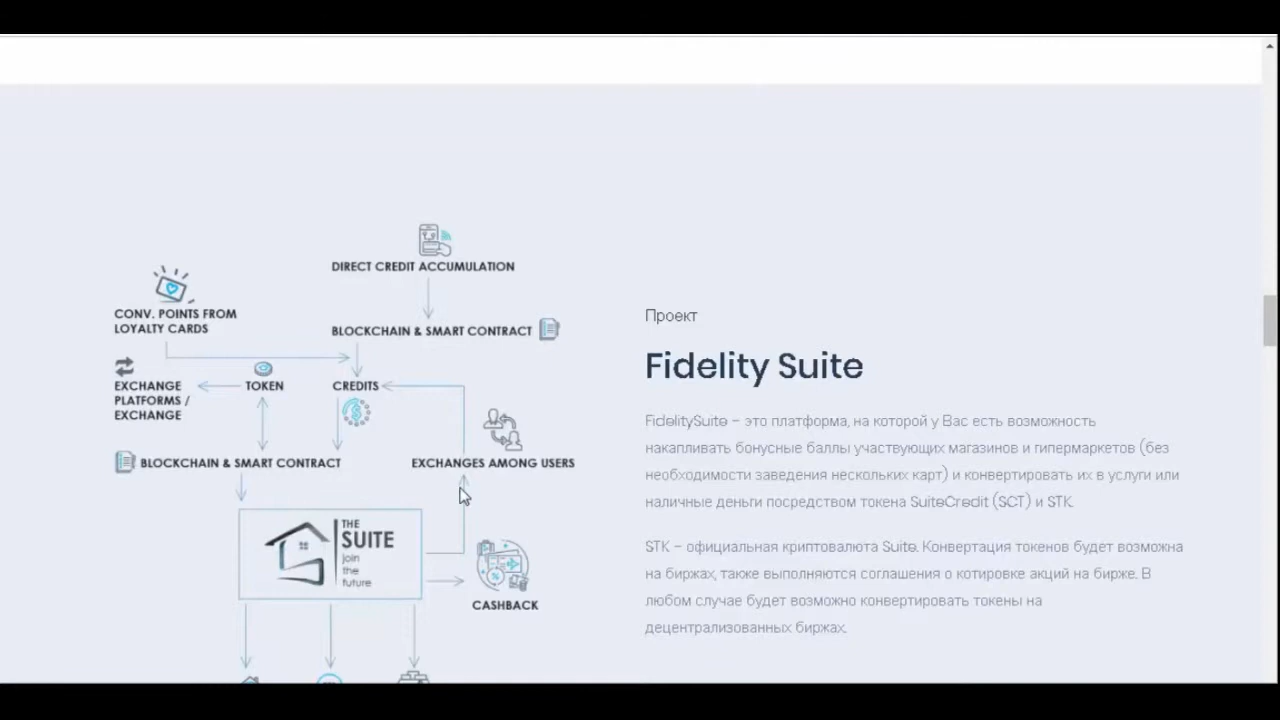 DIRECT CREDIT ACCUMULATION
CONV. POINTS FROM
LOYALTY CARDS
BLOCKCHAIN & SMART CONTRACT
EXCHANGE
PLATFORMS /
EXCHANGE
TOKEN
CREDITS
BLOCKCHAIN & SMART CONTRACT
EXCHANGES AMONG USERS
THE
SUITE
join
the
future
CASHBACK
Проект
Fidelity Suite
FidelitySuite – это платформа, на которой у Вас есть возможность
накапливать бонусные баллы участвующих магазинов и гипермаркетов (без
необходимости заведения нескольких карт) и конвертировать их в услуги или
наличные деньги посредством токена SuiteCredit (SCT) и STK.
STK – официальная криптовалюта Suite. Конвертация токенов будет возможна
на биржах, также выполняются соглашения о котировке акций на бирже. В
любом случае будет возможно конвертировать токены на
децентрализованных биржах.